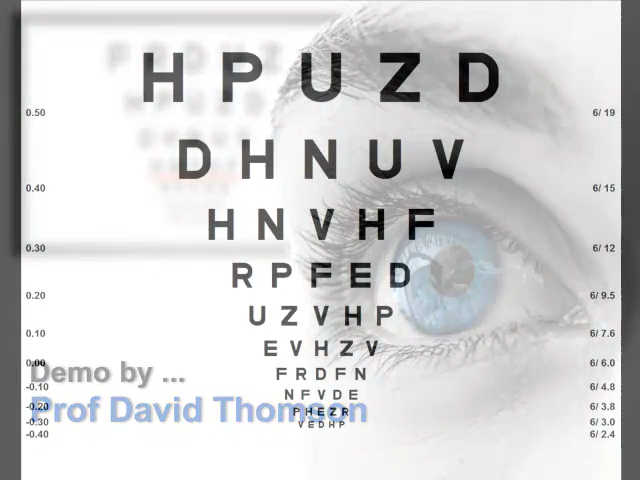 H P U Z D
0.50 6/ 19
D H N U V
0.40 6/ 15
H N V H F
0.30 6/ 12
R P F E D
0.20 6/ 9.5
U Z V H P
0.10 6/ 7.6
E V H Z V
0.00 6/ 6.0
F R D F N
Demo by ...
-0.10 6/ 4.8
N F V D E
-0.20 6/ 3.8
P H E Z R
Prof David Thomson
-0.30 6/ 3.0
V E D H P
-0.40 6/ 2.4